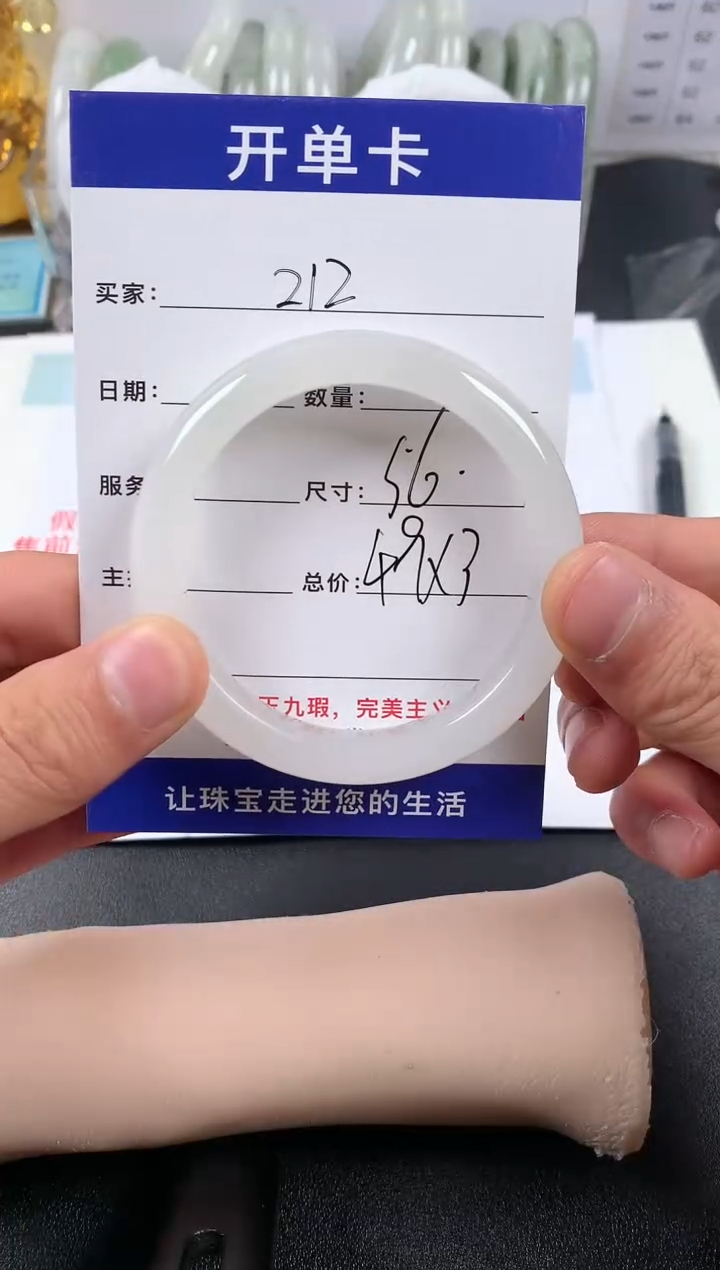 开单卡
买家: 212
日期: 数量:
服务 尺寸: 56.
主 总价: 49X3
九瑕，完美主
让珠宝走进您的生活